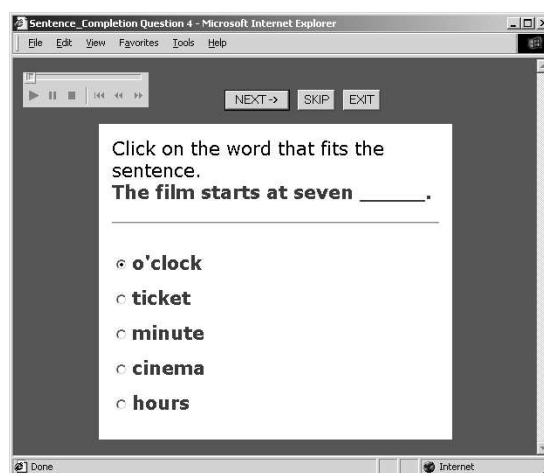 Sentence_Completion Question 4 - Microsoft Internet Explorer
File Edit View Favorites Tools Help
NEXT-> SKIP EXIT
Click on the word that fits the
sentence.
The film starts at seven ______.
o'clock
ticket
minute
cinema
hours
Done Internet